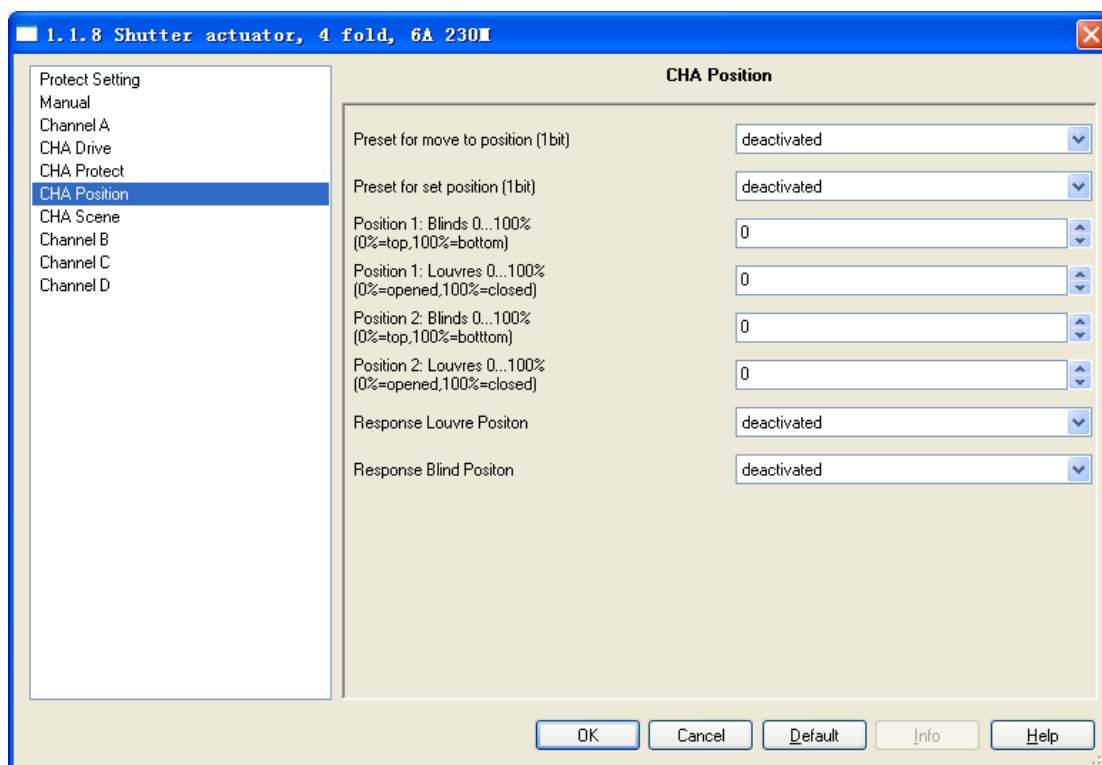 1.1.8 Shutter actuator, 4 fold, 6A 230M
Protect Setting
Manual
Channel A
CHA Drive
CHA Protect
CHA Position
CHA Scene
Channel B
Channel C
Channel D
CHA Position
Preset for move to position (1bit)
deactivated
Preset for set position (1bit)
deactivated
Position 1: Blinds 0...100%
(0%=top,100%=bottom)
0
Position 1: Louvres 0...100%
(0%=opened,100%=closed)
0
Position 2: Blinds 0...100%
(0%=top,100%=botttom)
0
Position 2: Louvres 0...100%
(0%=opened,100%=closed)
0
Response Louvre Positon
deactivated
Response Blind Positon
deactivated
OK
Cancel
Default
Info
Help